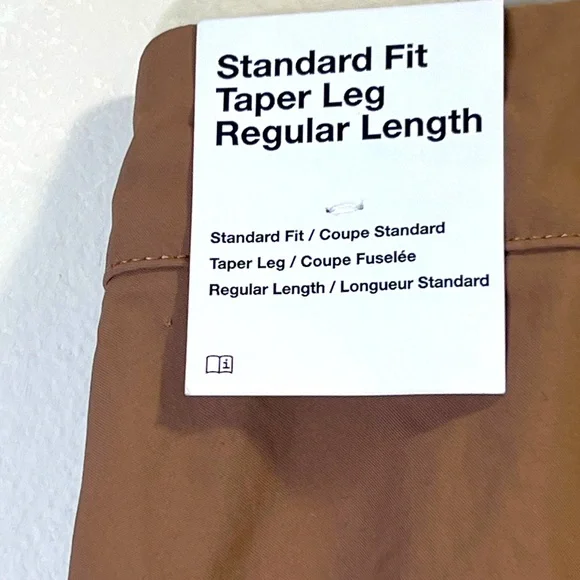 Standard Fit
Taper Leg
Regular Length
Standard Fit / Coupe Standard
Taper Leg / Coupe Fuselée
Regular Length / Longueur Standard
i